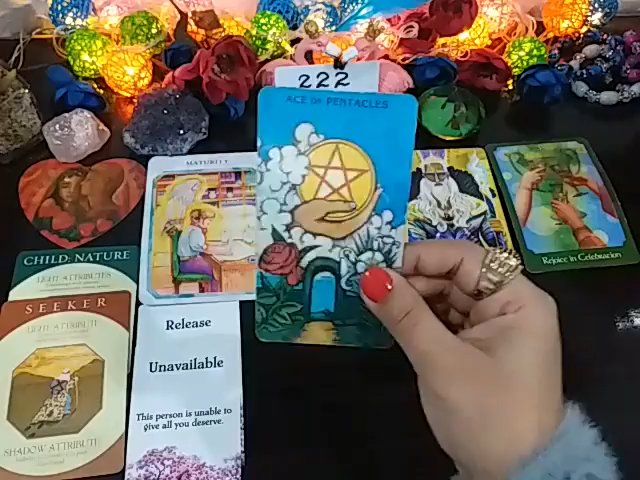 222
ACE OF PENTACLES
MATURITY
Rejoice in Celebration
CHILD: NATURE
LIGHT ATTRIBUTES
SEEKER
LIGHT ATTRIBUTE
SHADOW ATTRIBUTE
Release
Unavailable
This person is unable to
give all you deserve.